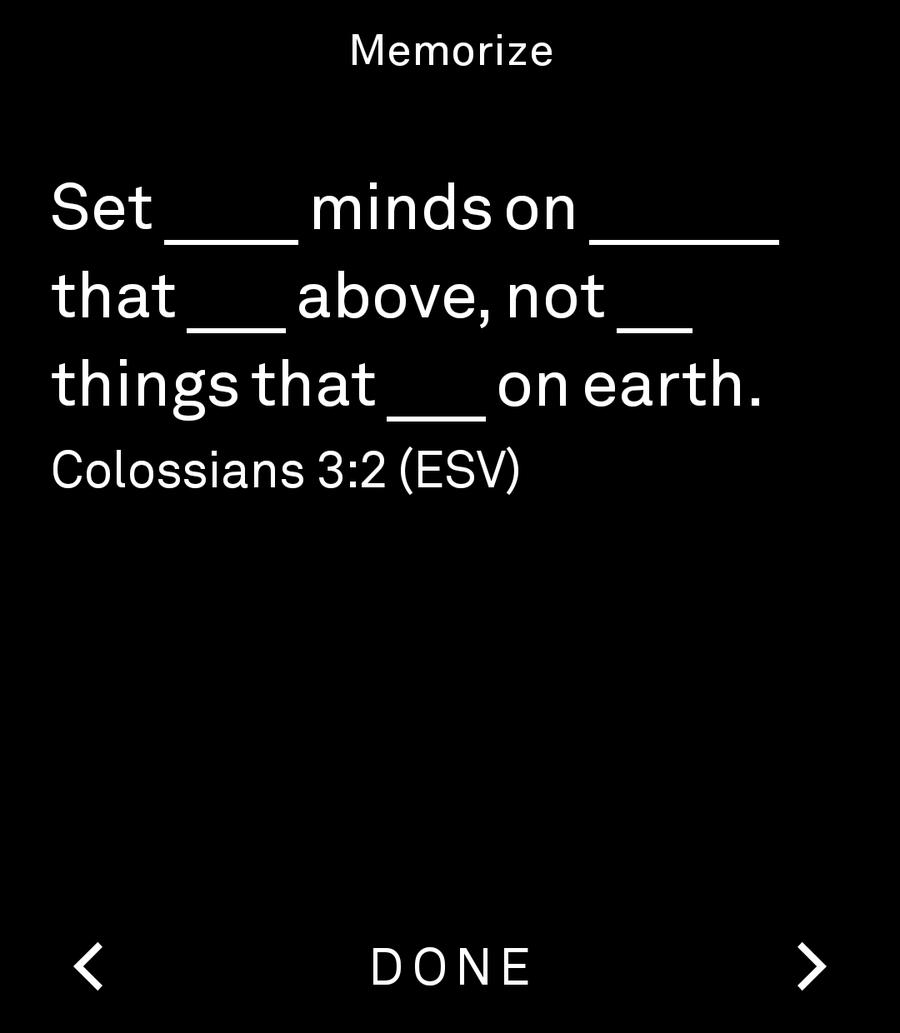 Memorize
Set ____ minds on ______
that ___ above, not __
things that ___ on earth.
Colossians 3:2 (ESV)
< DONE >